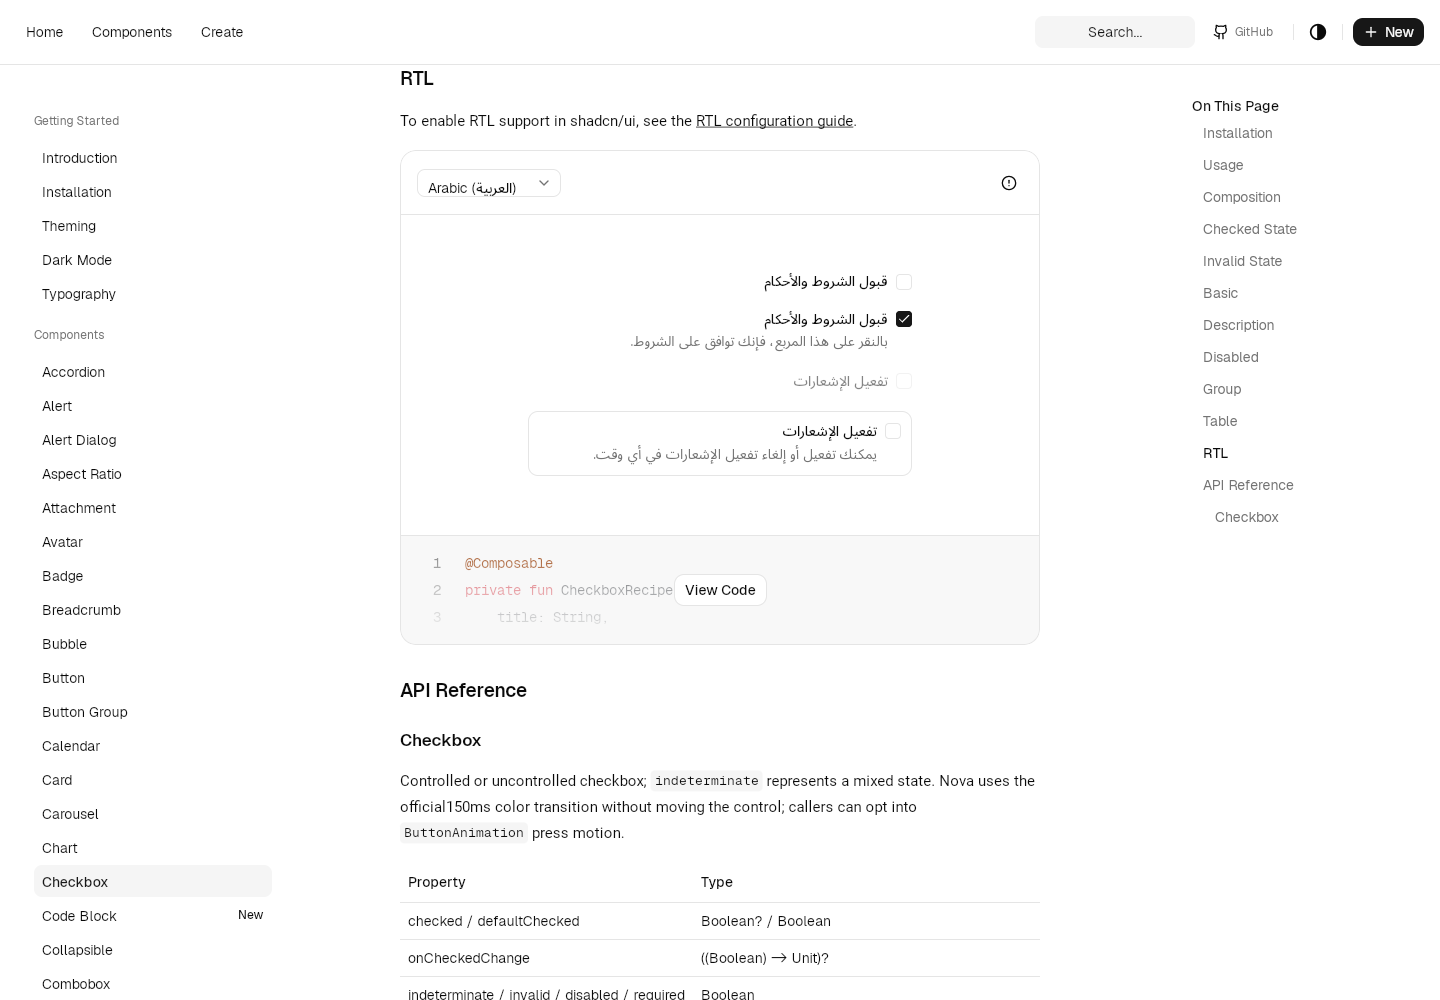 Home
Components
Create
Search...
GitHub
New
Getting Started
Introduction
Installation
Theming
Dark Mode
Typography
Components
Accordion
Alert
Alert Dialog
Aspect Ratio
Attachment
Avatar
Badge
Breadcrumb
Bubble
Button
Button Group
Calendar
Card
Carousel
Chart
Checkbox
Code Block
New
Collapsible
Combobox
RTL
To enable RTL support in shadcn/ui, see the RTL configuration guide.
Arabic (العربية)
قبول الشروط والأحكام
قبول الشروط والأحكام
بالنقر على هذا المربع، فإنك توافق على الشروط.
تفعيل الإشعارات
تفعيل الإشعارات
يمكنك تفعيل أو إلغاء تفعيل الإشعارات في أي وقت.
1 @Composable
2 private fun CheckboxRecipe
View Code
3 title: String,
API Reference
Checkbox
Controlled or uncontrolled checkbox; indeterminate represents a mixed state. Nova uses the
official150ms color transition without moving the control; callers can opt into
ButtonAnimation press motion.
Property Type
checked / defaultChecked Boolean? / Boolean
onCheckedChange ((Boolean) -> Unit)?
indeterminate / invalid / disabled / required Boolean
On This Page
Installation
Usage
Composition
Checked State
Invalid State
Basic
Description
Disabled
Group
Table
RTL
API Reference
Checkbox